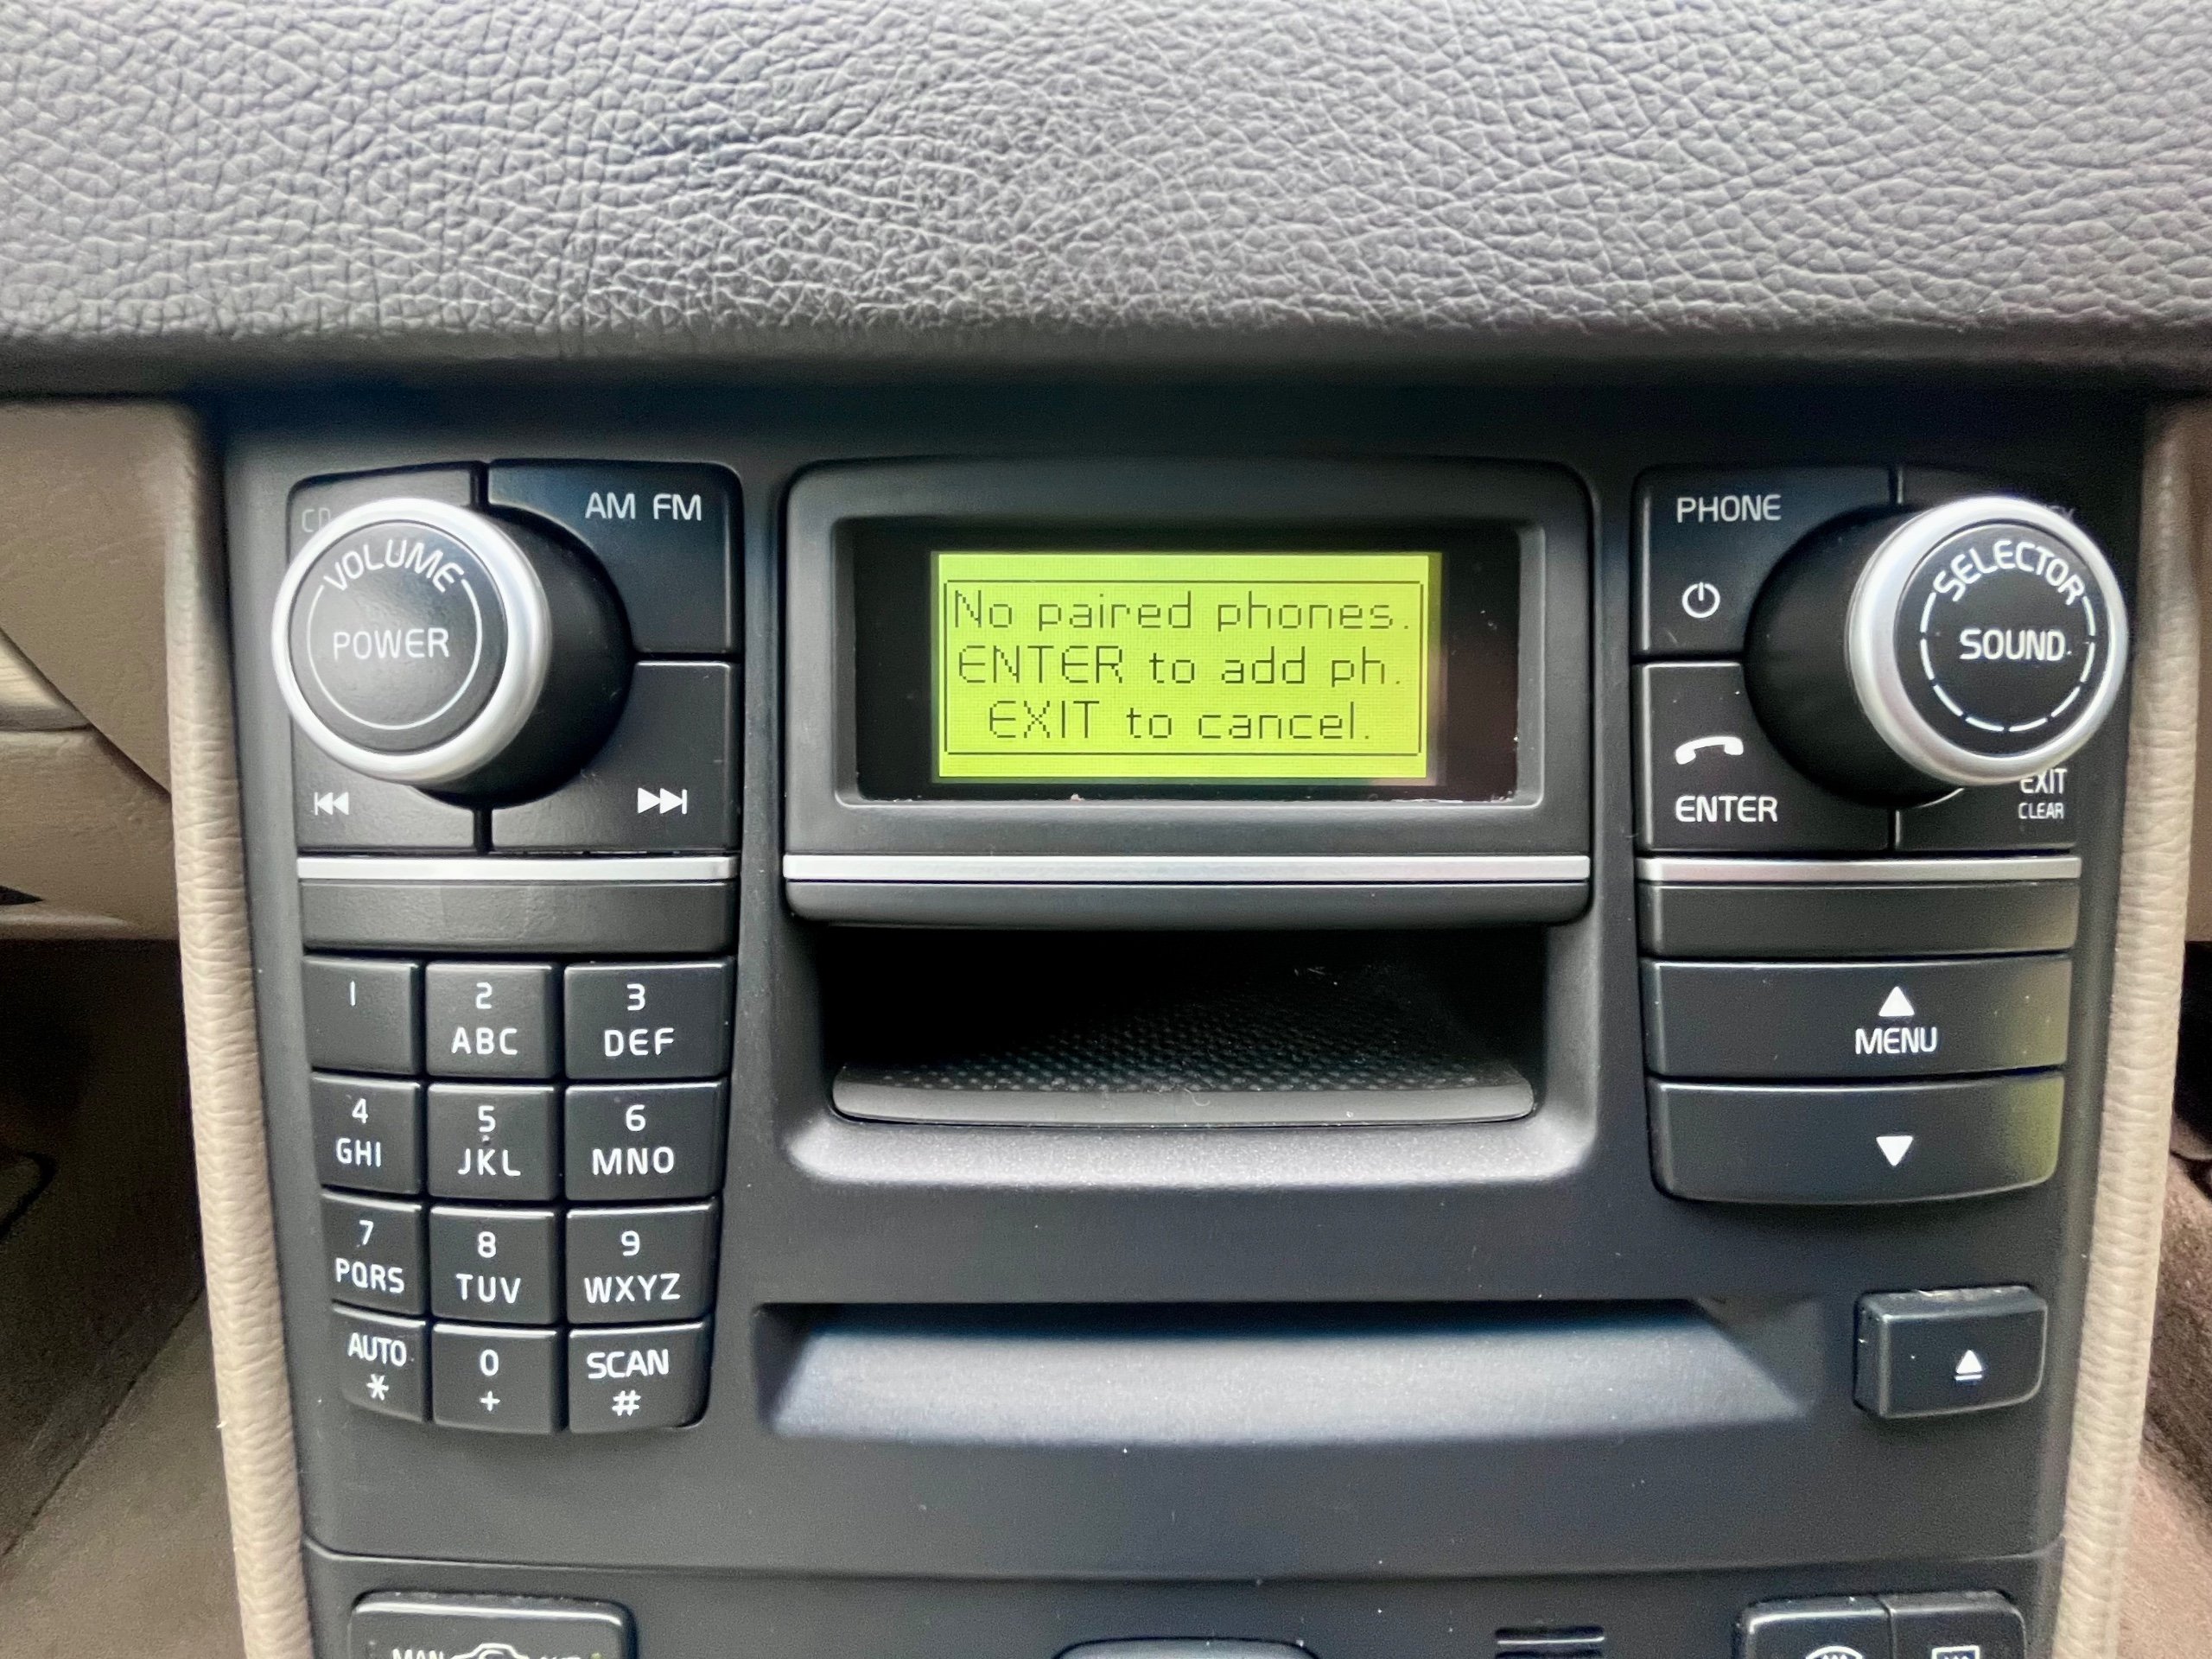 CD
AM FM
VOLUME
POWER
No paired phones.
ENTER to add ph.
EXIT to cancel.
PHONE
SELECTOR
SOUND
ENTER
EXIT
CLEAR
1
2
ABC
3
DEF
4
GHI
5
JKL
6
MNO
7
PQRS
8
TUV
9
WXYZ
AUTO
*
0
+
SCAN
#
MENU
MAN